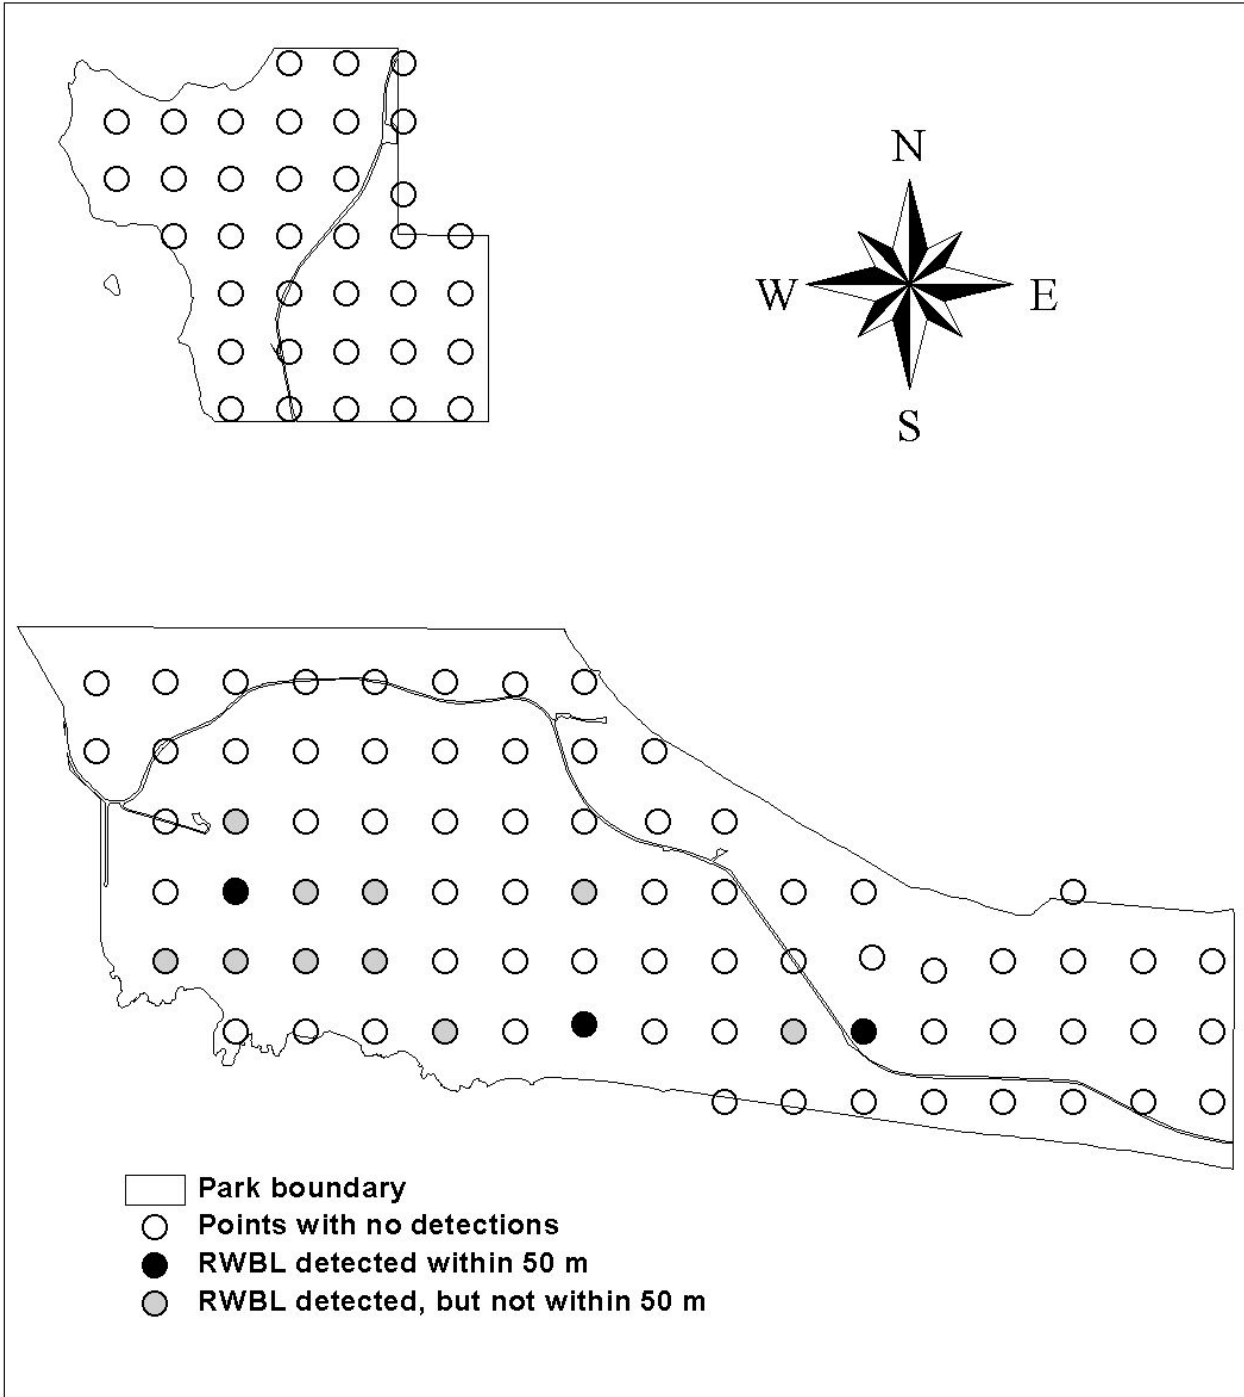 N
W
E
S
Park boundary
Points with no detections
RWBL detected within 50 m
RWBL detected, but not within 50 m